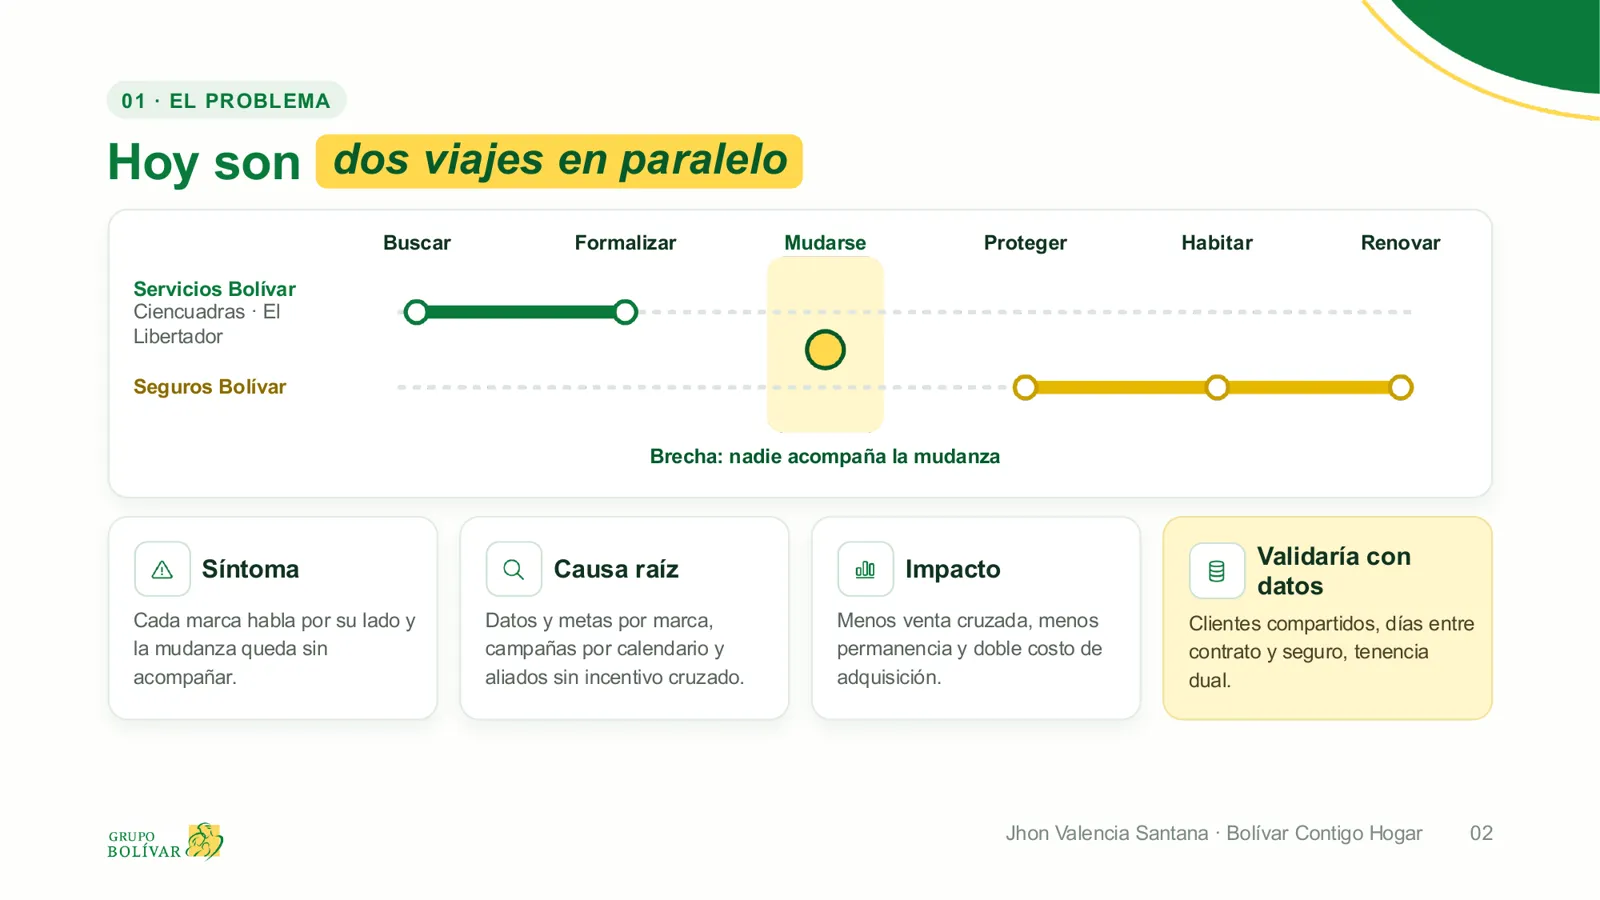 01 · EL PROBLEMA
Hoy son dos viajes en paralelo
Buscar Formalizar Mudarse Proteger Habitar Renovar
Servicios Bolívar
Ciencuadras · El
Libertador
Seguros Bolívar
Brecha: nadie acompaña la mudanza
Síntoma
Cada marca habla por su lado y
la mudanza queda sin
acompañar.
Causa raíz
Datos y metas por marca,
campañas por calendario y
aliados sin incentivo cruzado.
Impacto
Menos venta cruzada, menos
permanencia y doble costo de
adquisición.
Validaría con
datos
Clientes compartidos, días entre
contrato y seguro, tenencia
dual.
GRUPO
BOLÍVAR
Jhon Valencia Santana · Bolívar Contigo Hogar 02